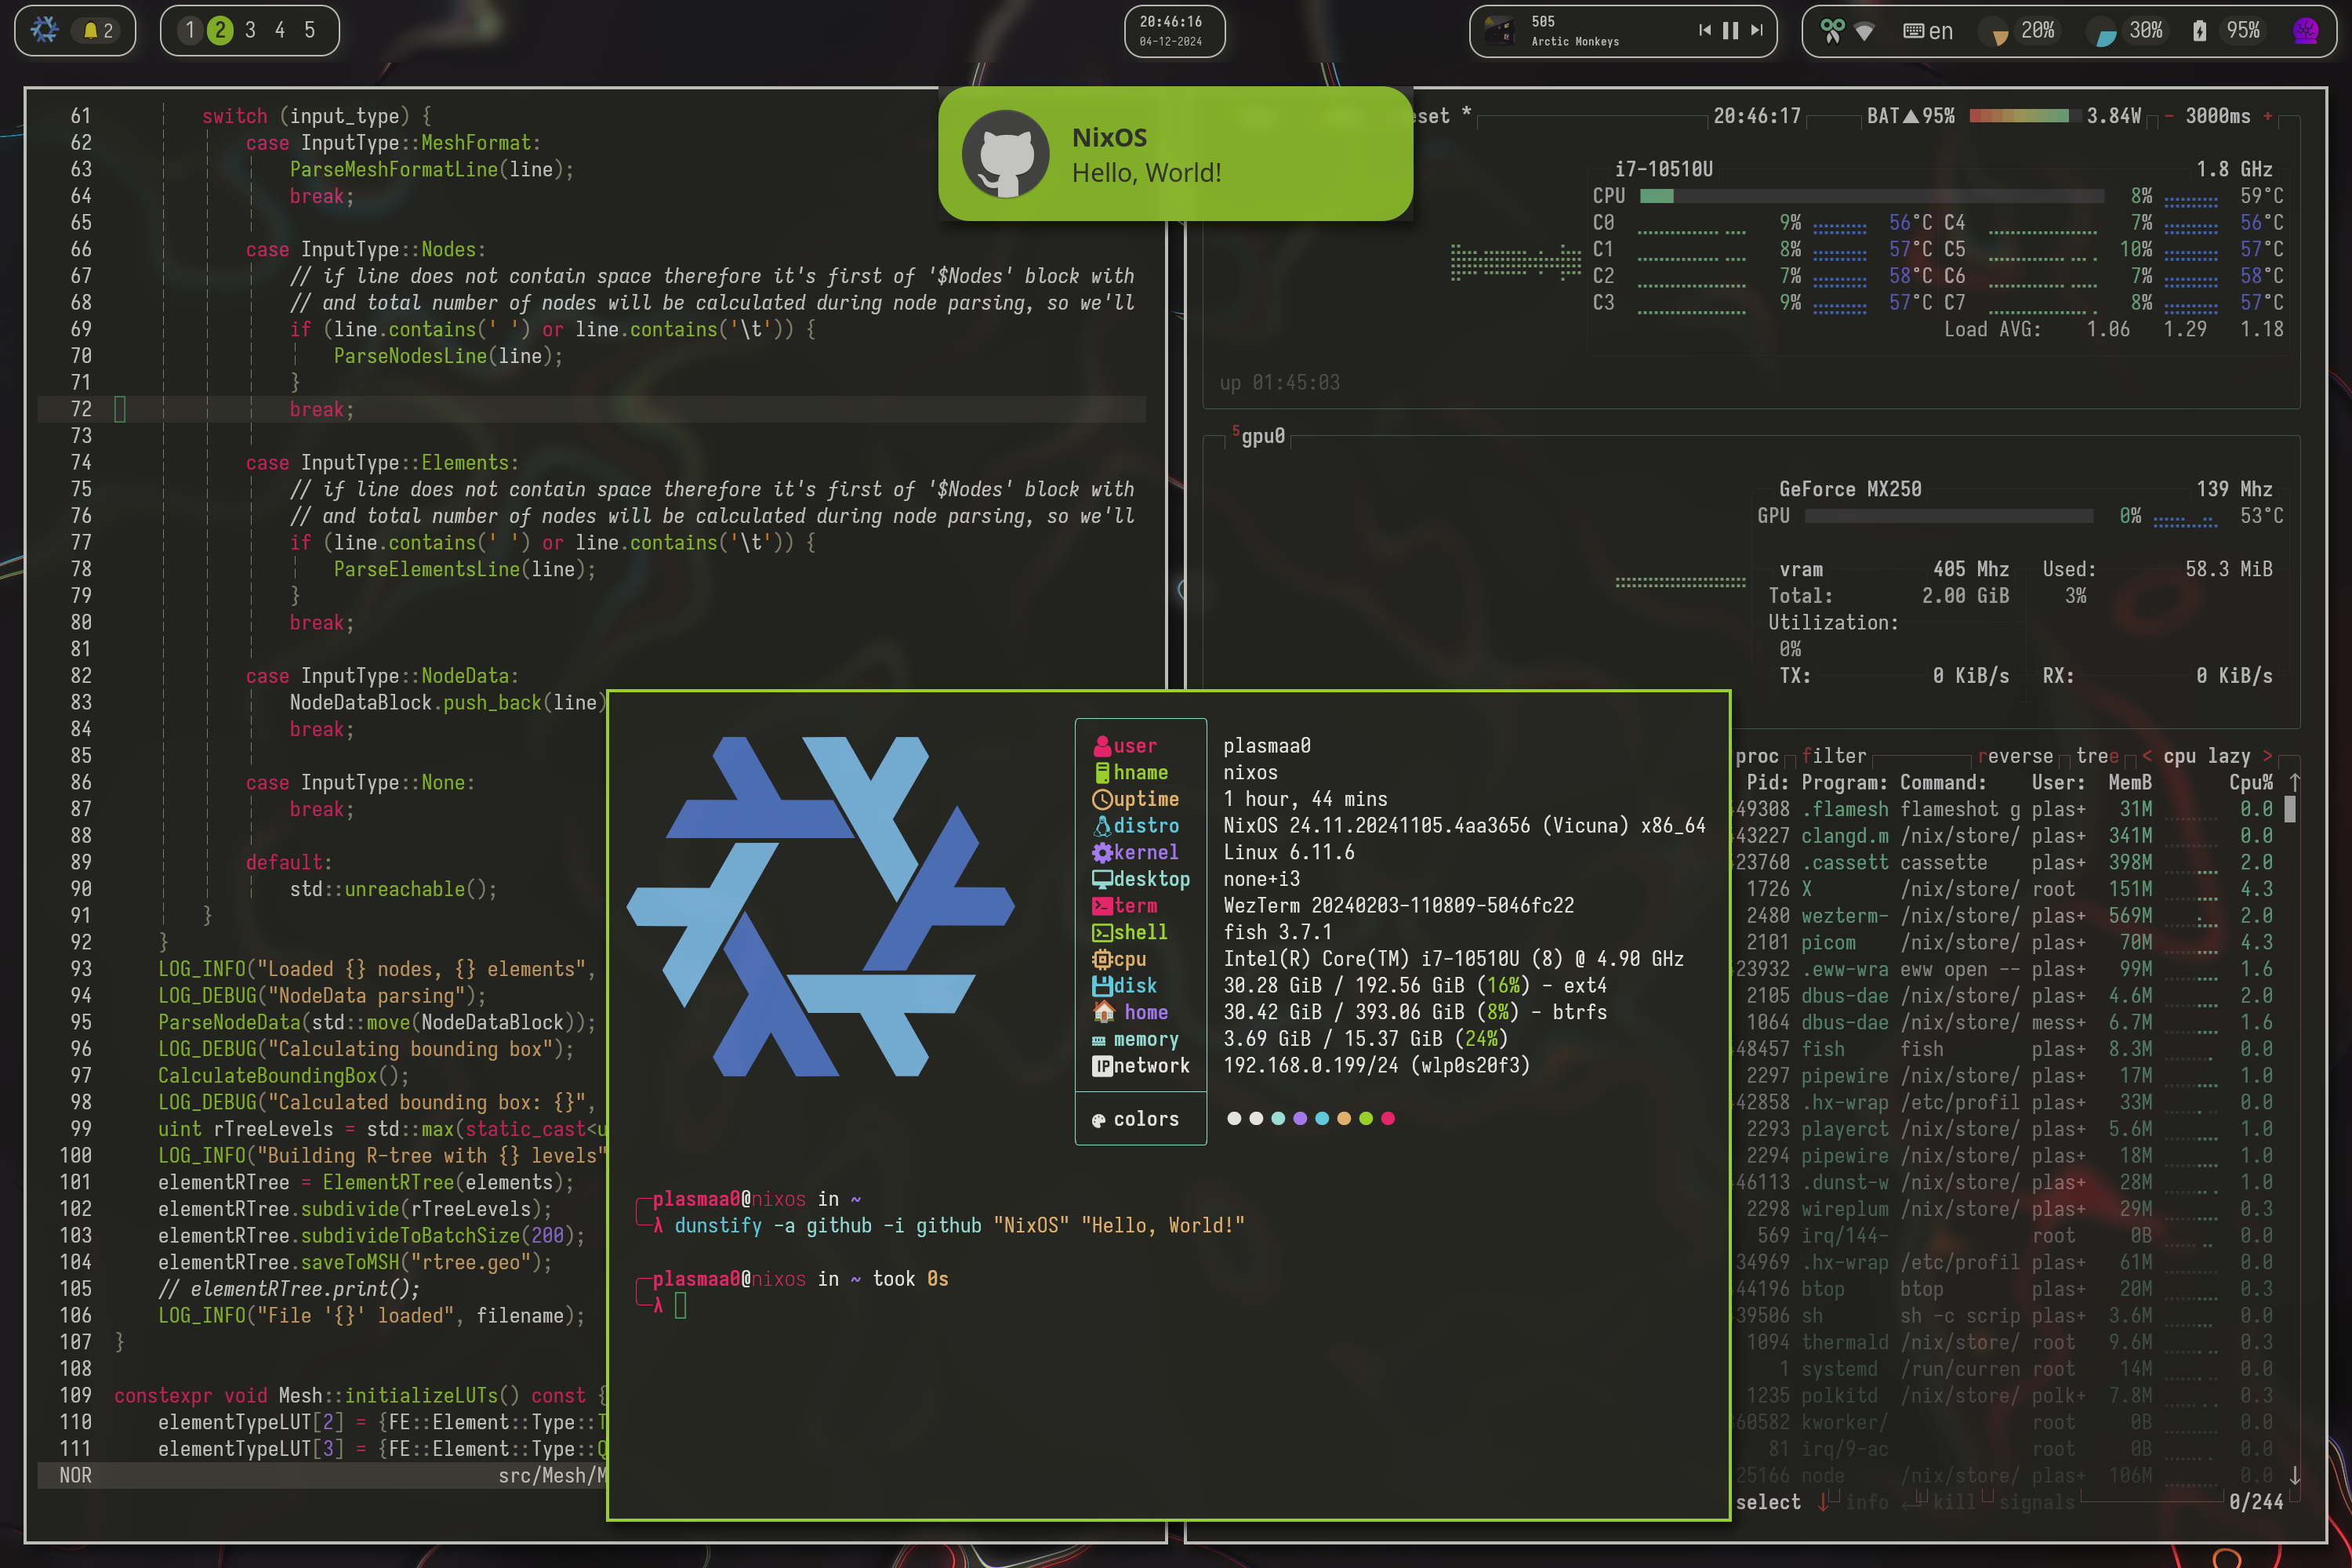 2
1 2 3 4 5
20:46:16
04-12-2024
505
Arctic Monkeys
en
20%
30%
95%
61 switch (input_type) {
62 case InputType::MeshFormat:
63 ParseMeshFormatLine(line);
64 break;
65
66 case InputType::Nodes:
67 // if line does not contain space therefore it's first of '$Nodes' block with
68 // and total number of nodes will be calculated during node parsing, so we'll
69 if (line.contains(' ') or line.contains('\t')) {
70 ParseNodesLine(line);
71 }
72 break;
73
74 case InputType::Elements:
75 // if line does not contain space therefore it's first of '$Nodes' block with
76 // and total number of nodes will be calculated during node parsing, so we'll
77 if (line.contains(' ') or line.contains('\t')) {
78 ParseElementsLine(line);
79 }
80 break;
81
82 case InputType::NodeData:
83 NodeDataBlock.push_back(line)
84 break;
85
86 case InputType::None:
87 break;
88
89 default:
90 std::unreachable();
91 }
92 }
93 LOG_INFO("Loaded {} nodes, {} elements",
94 LOG_DEBUG("NodeData parsing");
95 ParseNodeData(std::move(NodeDataBlock));
96 LOG_DEBUG("Calculating bounding box");
97 CalculateBoundingBox();
98 LOG_DEBUG("Calculated bounding box: {}",
99 uint rTreeLevels = std::max(static_cast<u
100 LOG_INFO("Building R-tree with {} levels"
101 elementRTree = ElementRTree(elements);
102 elementRTree.subdivide(rTreeLevels);
103 elementRTree.subdivideToBatchSize(200);
104 elementRTree.saveToMSH("rtree.geo");
105 // elementRTree.print();
106 LOG_INFO("File '{}' loaded", filename);
107 }
108
109 constexpr void Mesh::initializeLUTs() const {
110 elementTypeLUT[2] = {FE::Element::Type::T
111 elementTypeLUT[3] = {FE::Element::Type::Q
NOR src/Mesh/M
NixOS
Hello, World!
eset * 20:46:17 BAT▲95% 3.84W - 3000ms +
i7-10510U 1.8 GHz
CPU 8% 59°C
C0 9% 56°C C4 7% 56°C
C1 8% 57°C C5 10% 57°C
C2 7% 58°C C6 7% 58°C
C3 9% 57°C C7 8% 57°C
Load AVG: 1.06 1.29 1.18
up 01:45:03
5gpu0
GeForce MX250 139 Mhz
GPU 0% 53°C
vram 405 Mhz Used: 58.3 MiB
Total: 2.00 GiB 3%
Utilization:
0%
TX: 0 KiB/s RX: 0 KiB/s
user plasmaa0
hname nixos
uptime 1 hour, 44 mins
distro NixOS 24.11.20241105.4aa3656 (Vicuna) x86_64
kernel Linux 6.11.6
desktop none+i3
term WezTerm 20240203-110809-5046fc22
shell fish 3.7.1
cpu Intel(R) Core(TM) i7-10510U (8) @ 4.90 GHz
disk 30.28 GiB / 192.56 GiB (16%) - ext4
home 30.42 GiB / 393.06 GiB (8%) - btrfs
memory 3.69 GiB / 15.37 GiB (24%)
IP network 192.168.0.199/24 (wlp0s20f3)
colors
plasmaa0@nixos in ~
λ dunstify -a github -i github "NixOS" "Hello, World!"
plasmaa0@nixos in ~ took 0s
λ
proc filter reverse tree < cpu lazy >
Pid: Program: Command: User: MemB Cpu% ↑
49308 .flamesh flameshot g plas+ 31M 0.0
43227 clangd.m /nix/store/ plas+ 341M 0.0
23760 .cassett cassette plas+ 398M 2.0
1726 X /nix/store/ root 151M 4.3
2480 wezterm- /nix/store/ plas+ 569M 2.0
2101 picom /nix/store/ plas+ 70M 4.3
23932 .eww-wra eww open -- plas+ 99M 1.6
2105 dbus-dae /nix/store/ plas+ 4.6M 2.0
1064 dbus-dae /nix/store/ mess+ 6.7M 1.6
48457 fish fish plas+ 8.3M 0.0
2297 pipewire /nix/store/ plas+ 17M 1.0
42858 .hx-wrap /etc/profil plas+ 33M 0.0
2293 playerct /nix/store/ plas+ 5.6M 1.0
2294 pipewire /nix/store/ plas+ 18M 1.0
46113 .dunst-w /nix/store/ plas+ 28M 1.0
2298 wireplum /nix/store/ plas+ 29M 0.3
569 irq/144- root 0B 0.0
34969 .hx-wrap /etc/profil plas+ 61M 0.0
44196 btop btop plas+ 20M 0.3
39506 sh sh -c scrip plas+ 3.6M 0.0
1094 thermald /nix/store/ root 9.6M 0.3
1 systemd /run/curren root 14M 0.0
1235 polkitd /nix/store/ polk+ 7.8M 0.3
60582 kworker/ root 0B 0.0
81 irq/9-ac root 0B 0.0
25166 node /nix/store/ plas+ 106M 0.0
select ↓ info ↵ kill signals 0/244 ↓